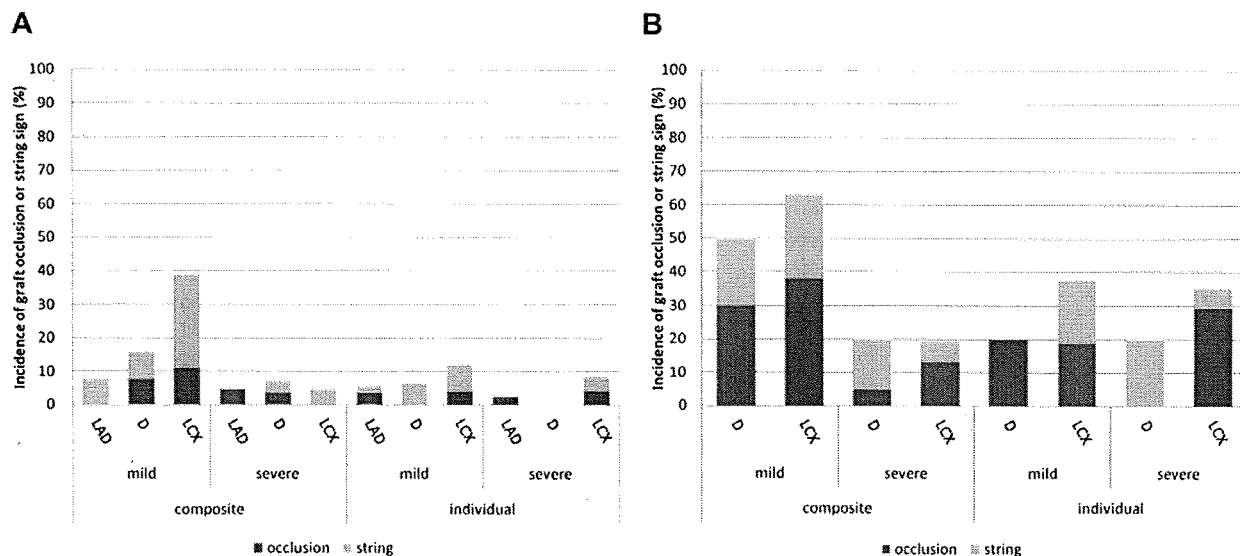 A
Incidence of graft occlusion or string sign (%)
100
90
80
70
60
50
40
30
20
10
0
LAD D LCX LAD D LCX LAD D LCX LAD D LCX
mild severe mild severe
composite individual
occlusion string
B
Incidence of graft occlusion or string sign (%)
100
90
80
70
60
50
40
30
20
10
0
D LCX D LCX D LCX D LCX
mild severe mild severe
composite individual
occlusion string